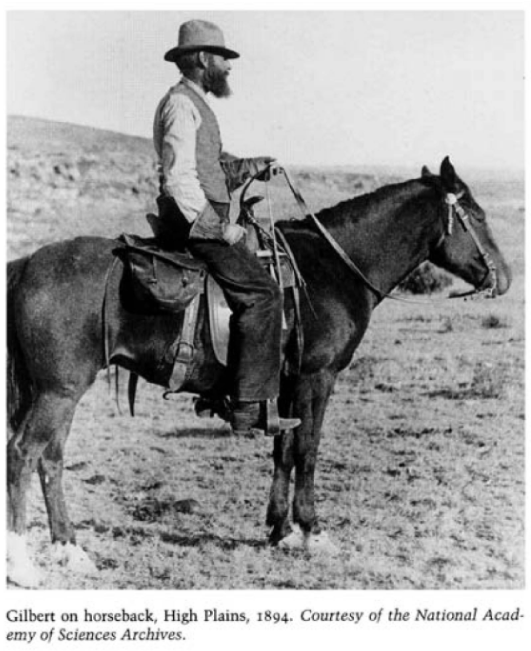 Gilbert on horseback, High Plains, 1894. Courtesy of the National Acad-
emy of Sciences Archives.